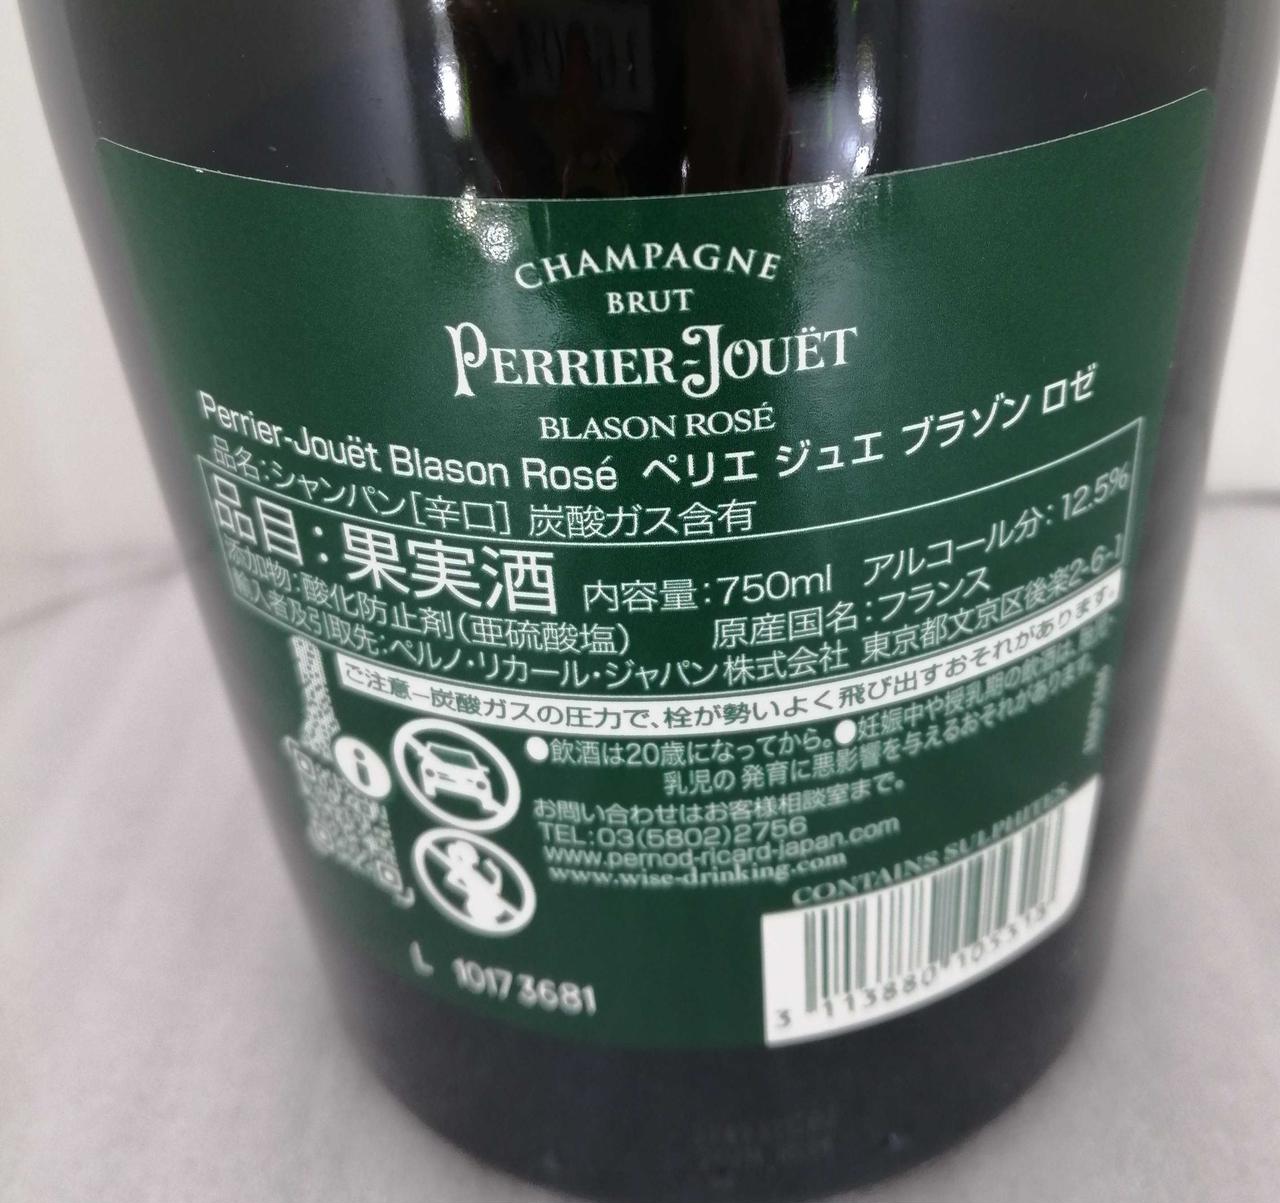 CHAMPAGNE
BRUT
PERRIER-JOUËT
BLASON ROSÉ
Perrier-Jouët Blason Rosé ペリエ ジュエ ブラゾン ロゼ
品名:シャンパン[辛口] 炭酸ガス含有
品目:果実酒 内容量:750ml アルコール分:12.5%
添加物:酸化防止剤(亜硫酸塩) 原産国名:フランス
輸入者及引取先:ペルノ・リカール・ジャパン株式会社 東京都文京区後楽2-6-1
ご注意-炭酸ガスの圧力で、栓が勢いよく飛び出すおそれがあります。
●飲酒は20歳になってから。●妊娠中や授乳期の飲酒は、胎児・
乳児の発育に悪影響を与えるおそれがあります。
お問い合わせはお客様相談室まで。
TEL:03(5802)2756
www.pernod-ricard-japan.com
www.wise-drinking.com
CONTAINS SULPHITES
3 113880 103318
L 10173681